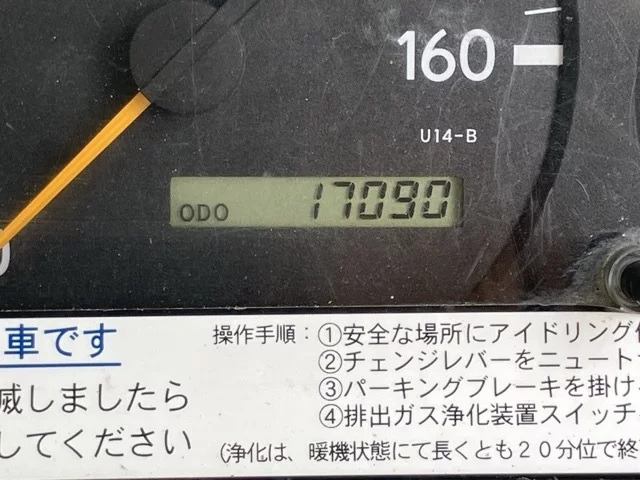 160
U14-B
ODO 17090
車です
滅しましたら
してください
操作手順：①安全な場所にアイドリング
②チェンジレバーをニュート
③パーキングブレーキを掛け
④排出ガス浄化装置スイッチ
(浄化は、暖機状態にて長くとも２０分位で終